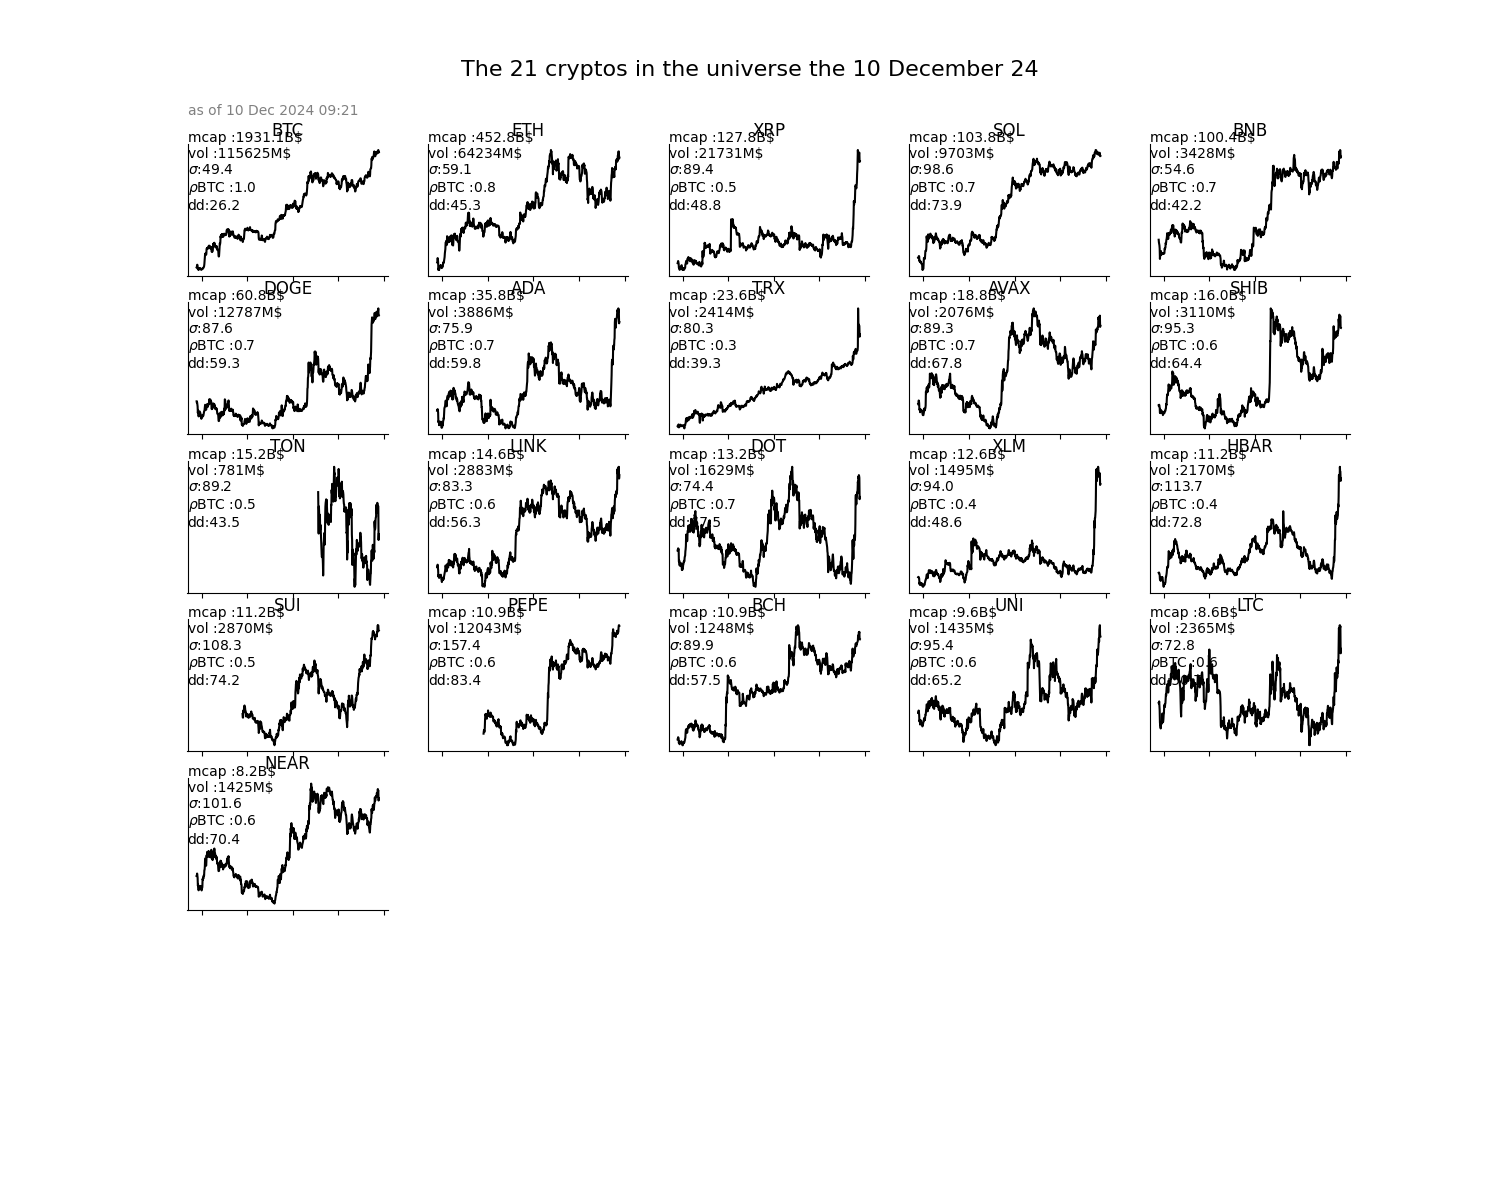 The 21 cryptos in the universe the 10 December 24
as of 10 Dec 2024 09:21
BTC
mcap :1931.1B$
vol :115625M$
σ:49.4
ρBTC :1.0
dd:26.2
ETH
mcap :452.8B$
vol :64234M$
σ:59.1
ρBTC :0.8
dd:45.3
XRP
mcap :127.8B$
vol :21731M$
σ:89.4
ρBTC :0.5
dd:48.8
SOL
mcap :103.8B$
vol :9703M$
σ:98.6
ρBTC :0.7
dd:73.9
BNB
mcap :100.4B$
vol :3428M$
σ:54.6
ρBTC :0.7
dd:42.2
DOGE
mcap :60.8B$
vol :12787M$
σ:87.6
ρBTC :0.7
dd:59.3
ADA
mcap :35.8B$
vol :3886M$
σ:75.9
ρBTC :0.7
dd:59.8
TRX
mcap :23.6B$
vol :2414M$
σ:80.3
ρBTC :0.3
dd:39.3
AVAX
mcap :18.8B$
vol :2076M$
σ:89.3
ρBTC :0.7
dd:67.8
SHIB
mcap :16.0B$
vol :3110M$
σ:95.3
ρBTC :0.6
dd:64.4
TON
mcap :15.2B$
vol :781M$
σ:89.2
ρBTC :0.5
dd:43.5
LINK
mcap :14.6B$
vol :2883M$
σ:83.3
ρBTC :0.6
dd:56.3
DOT
mcap :13.2B$
vol :1629M$
σ:74.4
ρBTC :0.7
XLM
mcap :12.6B$
vol :1495M$
σ:94.0
ρBTC :0.4
dd:48.6
HBAR
mcap :11.2B$
vol :2170M$
σ:113.7
ρBTC :0.4
dd:72.8
SUI
mcap :11.2B$
vol :2870M$
σ:108.3
ρBTC :0.5
dd:74.2
PEPE
mcap :10.9B$
vol :12043M$
σ:157.4
ρBTC :0.6
dd:83.4
BCH
mcap :10.9B$
vol :1248M$
σ:89.9
ρBTC :0.6
dd:57.5
UNI
mcap :9.6B$
vol :1435M$
σ:95.4
ρBTC :0.6
dd:65.2
LTC
mcap :8.6B$
vol :2365M$
σ:72.8
ρBTC :0.6
NEAR
mcap :8.2B$
vol :1425M$
σ:101.6
ρBTC :0.6
dd:70.4